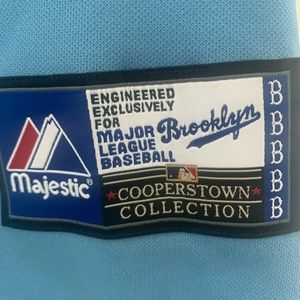 ENGINEERED
EXCLUSIVELY
FOR
MAJOR
LEAGUE
BASEBALL
Brooklyn
Majestic®
COOPERSTOWN
COLLECTION
B
B
B
B
B